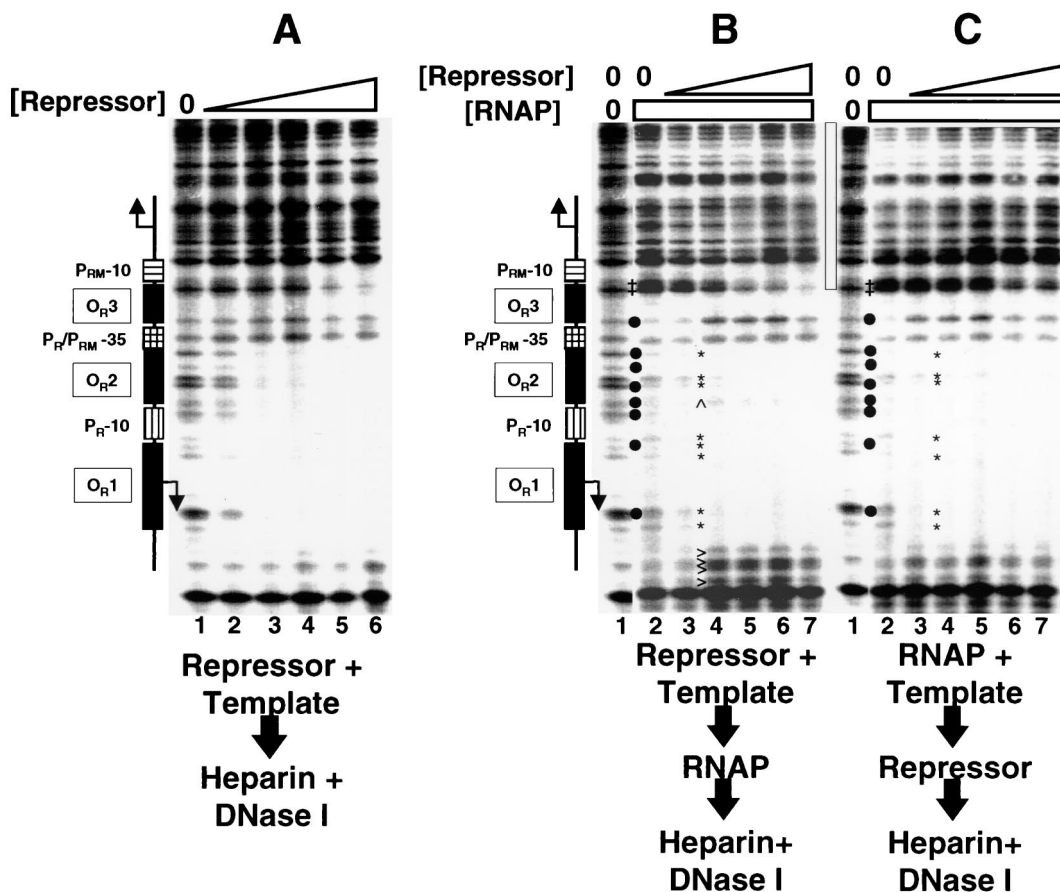 A
B
C
[Repressor]
0
[Repressor]
0 0
0 0
[RNAP]
0
0
PRM-10
OR3
PR/PRM -35
OR2
PR-10
OR1
PRM-10
OR3
PR/PRM -35
OR2
PR-10
OR1
‡
‡
*
*
*
^
*
*
*
*
*
>
>
>
>
*
*
*
*
*
*
*
1 2 3 4 5 6
1 2 3 4 5 6 7
1 2 3 4 5 6 7
Repressor +
Template
Heparin +
DNase I
Repressor +
Template
RNAP
Heparin+
DNase I
RNAP +
Template
Repressor
Heparin+
DNase I